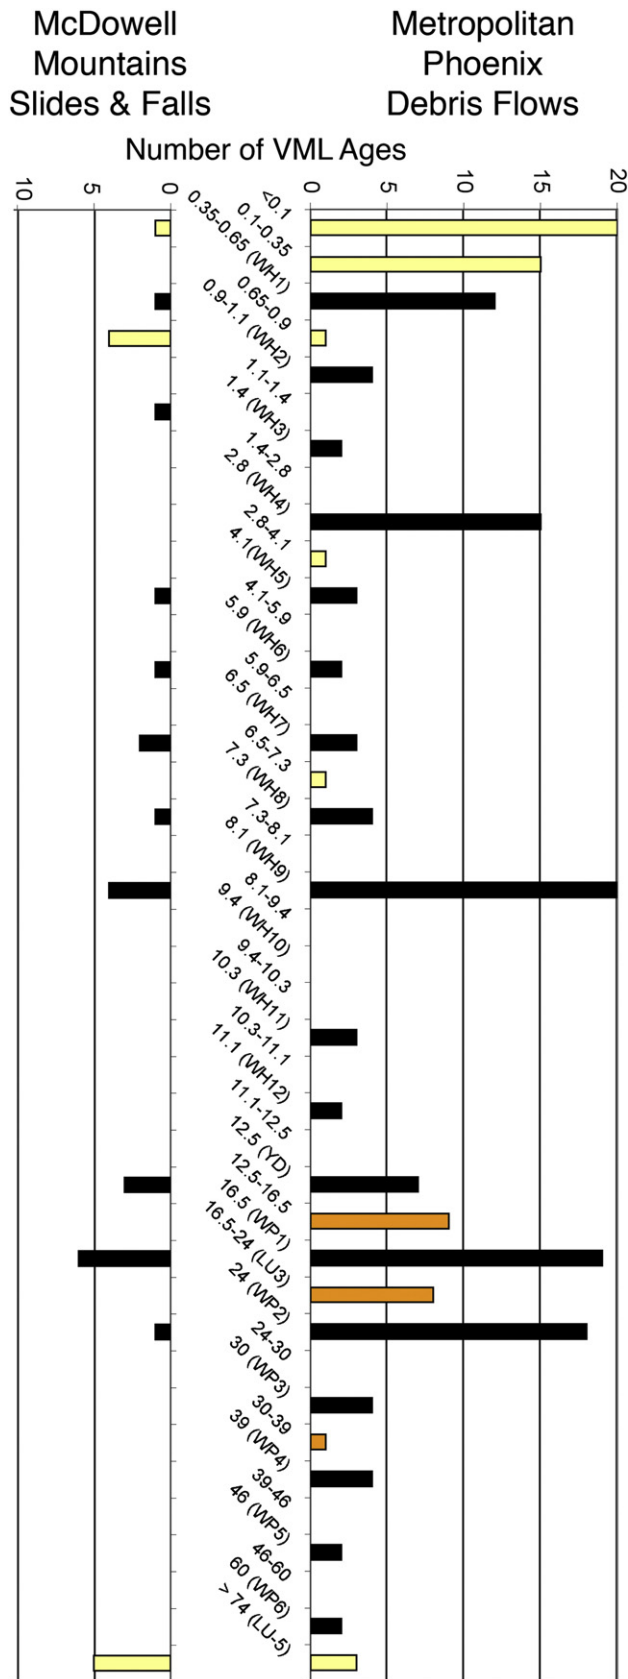 McDowell
Mountains
Slides & Falls
Metropolitan
Phoenix
Debris Flows
Number of VML Ages
10
5
0
0
5
10
15
20
<0.1
0.1-0.35
0.35-0.65 (WH1)
0.65-0.9
0.9-1.1 (WH2)
1.1-1.4
1.4 (WH3)
1.4-2.8
2.8 (WH4)
2.8-4.1
4.1(WH5)
4.1-5.9
5.9 (WH6)
5.9-6.5
6.5 (WH7)
6.5-7.3
7.3 (WH8)
7.3-8.1
8.1 (WH9)
8.1-9.4
9.4 (WH10)
9.4-10.3
10.3 (WH11)
10.3-11.1
11.1 (WH12)
11.1-12.5
12.5 (YD)
12.5-16.5
16.5 (WP1)
16.5-24 (LU3)
24 (WP2)
24-30
30 (WP3)
30-39
39 (WP4)
39-46
46 (WP5)
46-60
60 (WP6)
> 74 (LU-5)